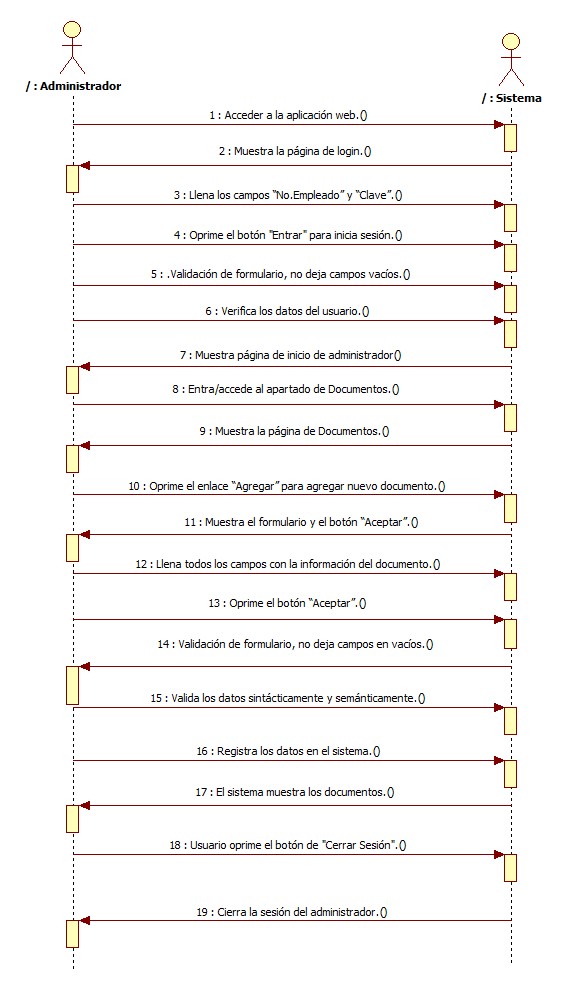 / : Administrador
/ : Sistema
1 : Acceder a la aplicación web.()
2 : Muestra la página de login.()
3 : Llena los campos “No.Empleado” y “Clave”.()
4 : Oprime el botón "Entrar" para inicia sesión.()
5 : .Validación de formulario, no deja campos vacíos.()
6 : Verifica los datos del usuario.()
7 : Muestra página de inicio de administrador()
8 : Entra/accede al apartado de Documentos.()
9 : Muestra la página de Documentos.()
10 : Oprime el enlace “Agregar” para agregar nuevo documento.()
11 : Muestra el formulario y el botón “Aceptar”.()
12 : Llena todos los campos con la información del documento.()
13 : Oprime el botón “Aceptar”.()
14 : Validación de formulario, no deja campos en vacíos.()
15 : Valida los datos sintácticamente y semánticamente.()
16 : Registra los datos en el sistema.()
17 : El sistema muestra los documentos.()
18 : Usuario oprime el botón de "Cerrar Sesión".()
19 : Cierra la sesión del administrador.()